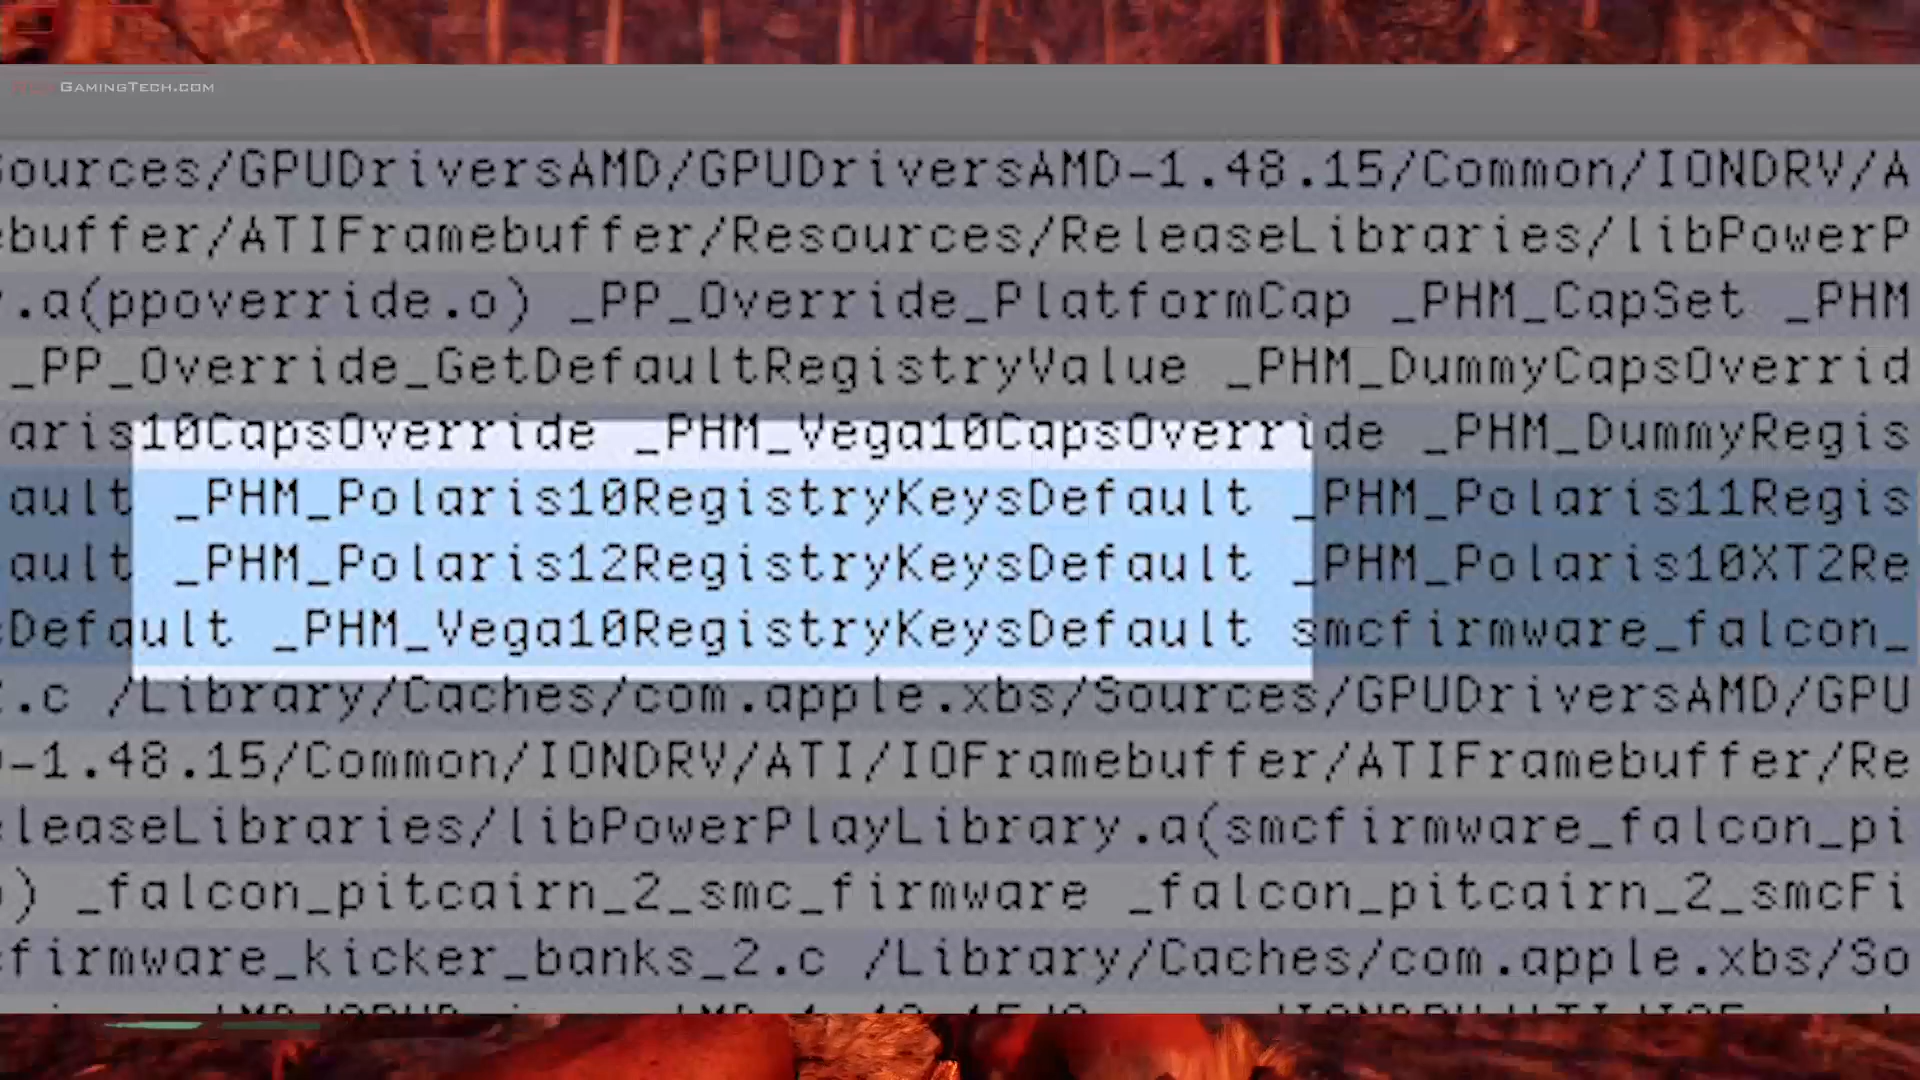 GamingTech.com
ources/GPUDriversAMD/GPUDriversAMD-1.48.15/Common/IONDRV/A
ebuffer/ATIFramebuffer/Resources/ReleaseLibraries/libPowerP
.a(ppoverride.o) _PP_Override_PlatformCap _PHM_CapSet _PHM
_PP_Override_GetDefaultRegistryValue _PHM_DummyCapsOverrid
aris10CapsOverride _PHM_Vega10CapsOverride _PHM_DummyRegis
ault _PHM_Polaris10RegistryKeysDefault _PHM_Polaris11Regis
ault _PHM_Polaris12RegistryKeysDefault _PHM_Polaris10XT2Re
Default _PHM_Vega10RegistryKeysDefault smcfirmware_falcon_
.c /Library/Caches/com.apple.xbs/Sources/GPUDriversAMD/GPU
-1.48.15/Common/IONDRV/ATI/IOFramebuffer/ATIFramebuffer/Re
leaseLibraries/libPowerPlayLibrary.a(smcfirmware_falcon_pi
) _falcon_pitcairn_2_smc_firmware _falcon_pitcairn_2_smcFi
firmware_kicker_banks_2.c /Library/Caches/com.apple.xbs/So